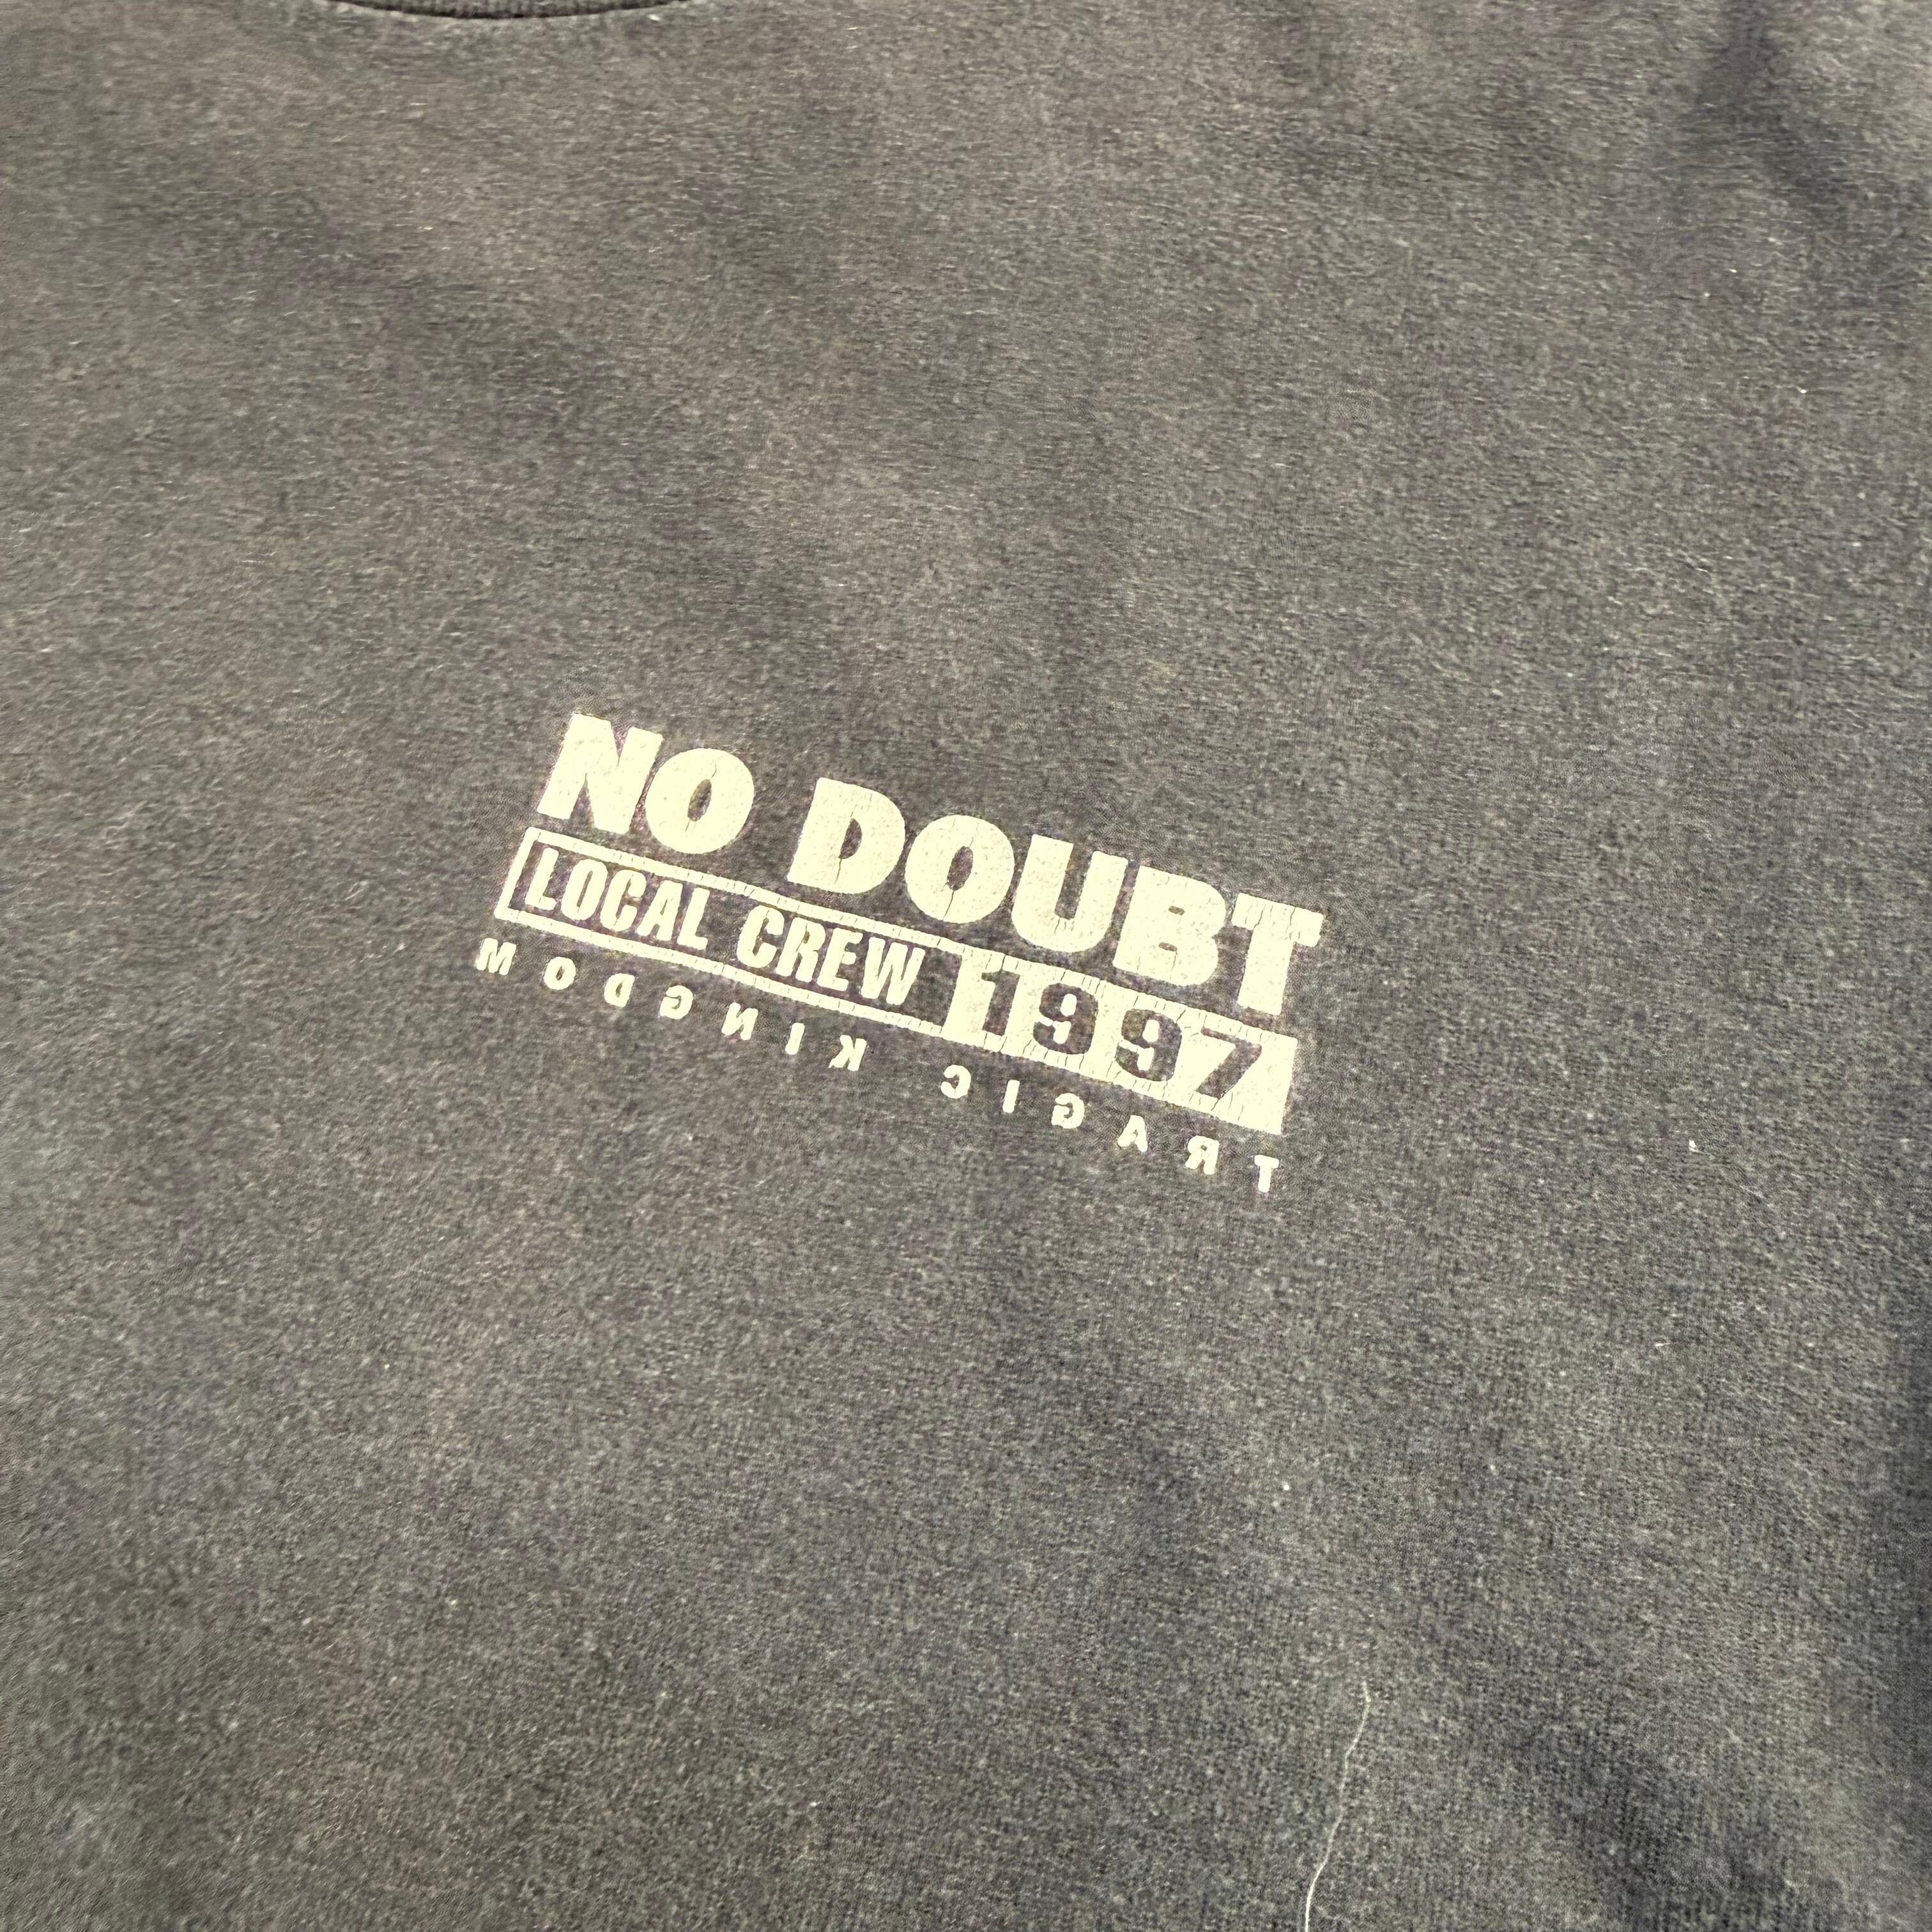 NO DOUBT
LOCAL CREW 1997
TRAGIC KINGDOM